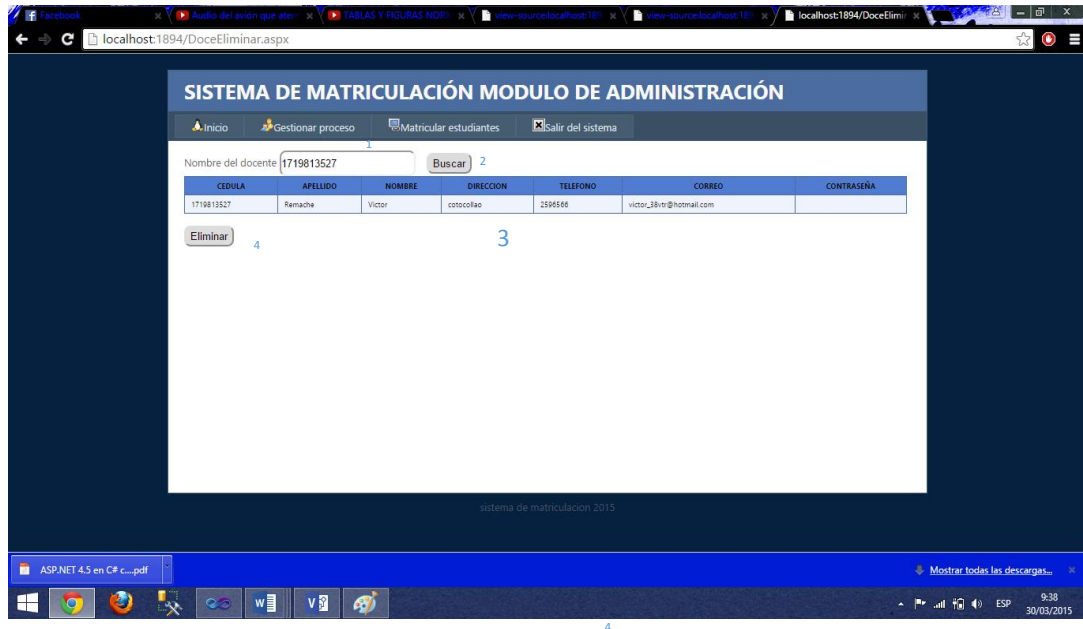 Facebook
Audio del avión que ater
TABLAS Y FIGURAS NOR
view-source:localhost:18
view-source:localhost:18
localhost:1894/DoceElimi
localhost:1894/DoceEliminar.aspx
SISTEMA DE MATRICULACIÓN MODULO DE ADMINISTRACIÓN
Inicio
Gestionar proceso
Matricular estudiantes
Salir del sistema
1
Nombre del docente 1719813527 Buscar 2
CEDULA APELLIDO NOMBRE DIRECCION TELEFONO CORREO CONTRASEÑA
1719813527 Remache Victor cotocollao 2596566 victor_38vtr@hotmail.com
Eliminar 4 3
sistema de matriculacion 2015
ASP.NET 4.5 en C# c....pdf
Mostrar todas las descargas...
ESP
9:38
30/03/2015
4